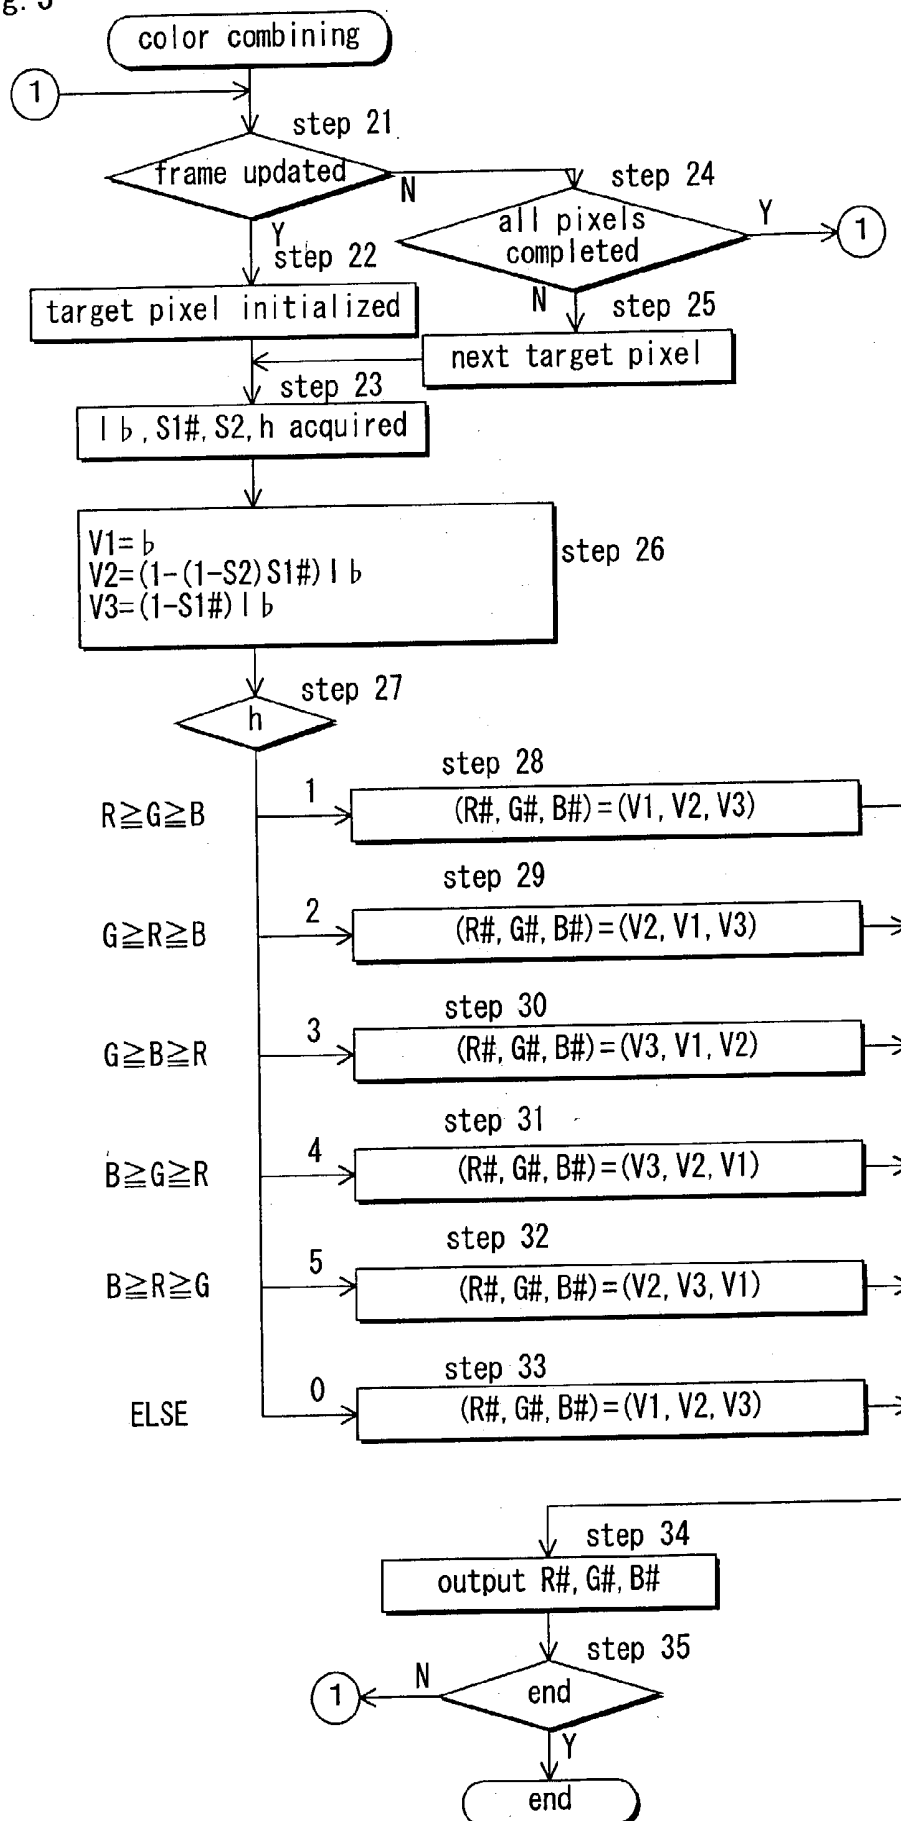 g. 5
color combining
1
step 21
frame updated
N
step 24
all pixels
completed
Y
1
Y
step 22
N
step 25
target pixel initialized
next target pixel
step 23
I♭, S1#, S2, h acquired
V1=♭
V2=(1-(1-S2)S1#)I♭
V3=(1-S1#)I♭
step 26
step 27
h
step 28
R≧G≧B
1
(R#, G#, B#)=(V1, V2, V3)
step 29
G≧R≧B
2
(R#, G#, B#)=(V2, V1, V3)
step 30
G≧B≧R
3
(R#, G#, B#)=(V3, V1, V2)
step 31
B≧G≧R
4
(R#, G#, B#)=(V3, V2, V1)
step 32
B≧R≧G
5
(R#, G#, B#)=(V2, V3, V1)
step 33
ELSE
0
(R#, G#, B#)=(V1, V2, V3)
step 34
output R#, G#, B#
step 35
1
N
end
Y
end